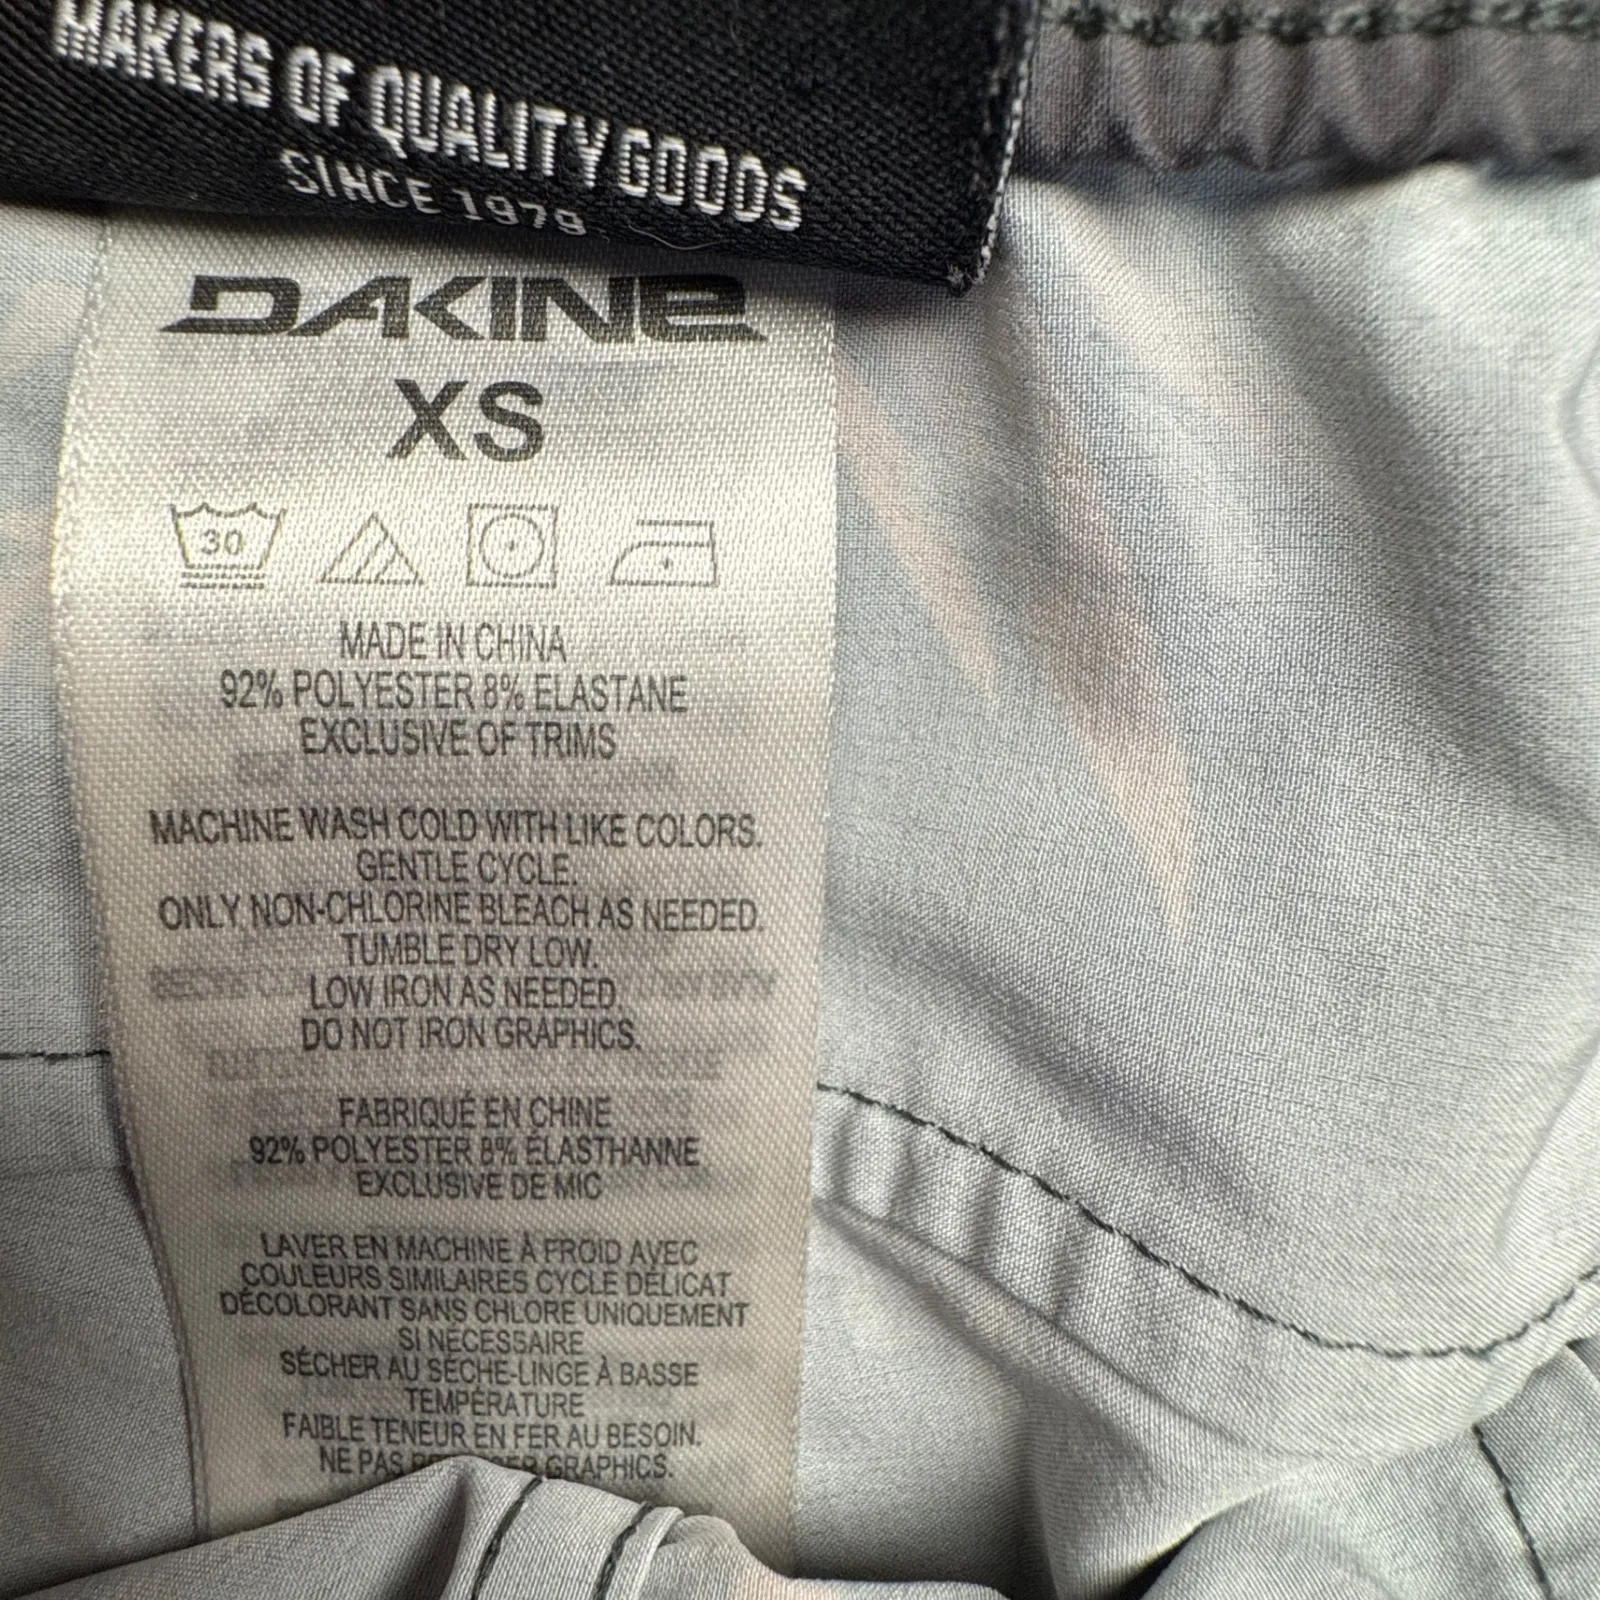 MAKERS OF QUALITY GOODS
SINCE 1979
DAKINE
XS
30
MADE IN CHINA
92% POLYESTER 8% ELASTANE
EXCLUSIVE OF TRIMS
MACHINE WASH COLD WITH LIKE COLORS.
GENTLE CYCLE.
ONLY NON-CHLORINE BLEACH AS NEEDED.
TUMBLE DRY LOW.
LOW IRON AS NEEDED.
DO NOT IRON GRAPHICS.
FABRIQUÉ EN CHINE
92% POLYESTER 8% ÉLASTHANNE
EXCLUSIVE DE MIC
LAVER EN MACHINE À FROID AVEC
COULEURS SIMILAIRES CYCLE DÉLICAT
DÉCOLORANT SANS CHLORE UNIQUEMENT
SI NÉCESSAIRE
SÉCHER AU SÈCHE-LINGE À BASSE
TEMPÉRATURE
FAIBLE TENEUR EN FER AU BESOIN.
NE PAS GRAPHICS.